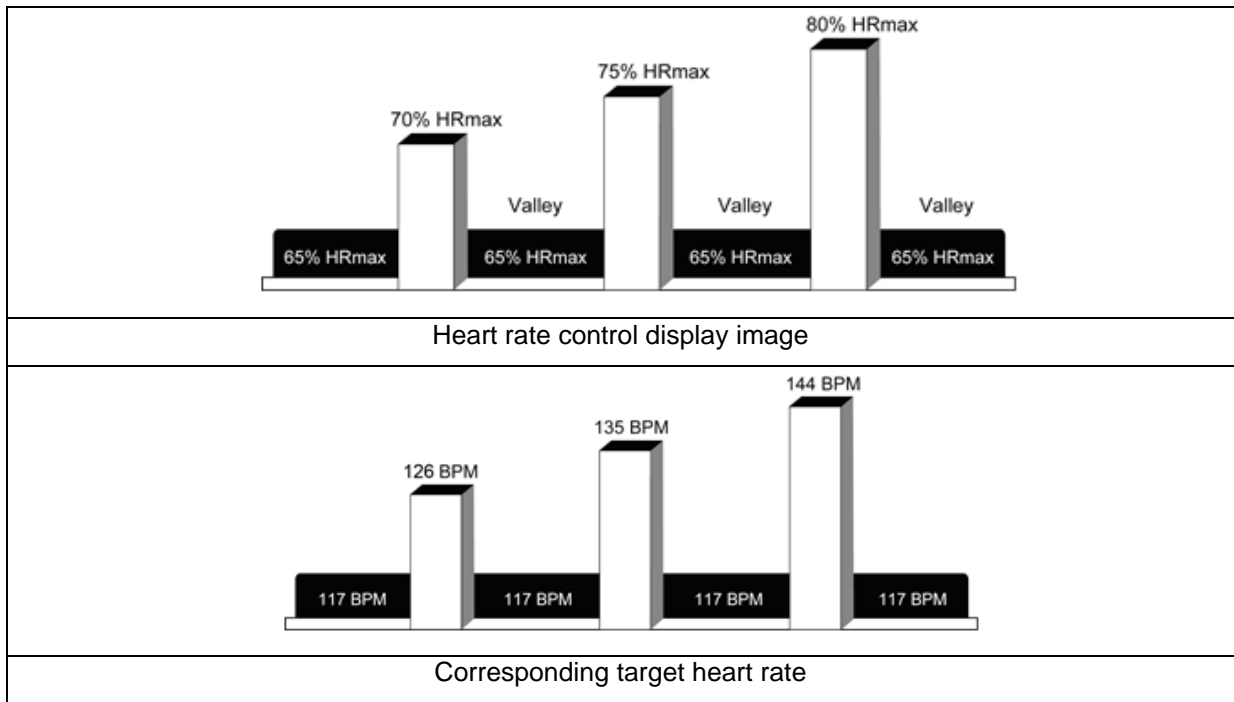 80% HRmax
75% HRmax
70% HRmax
Valley Valley Valley
65% HRmax 65% HRmax 65% HRmax 65% HRmax
Heart rate control display image
144 BPM
135 BPM
126 BPM
117 BPM 117 BPM 117 BPM 117 BPM
Corresponding target heart rate